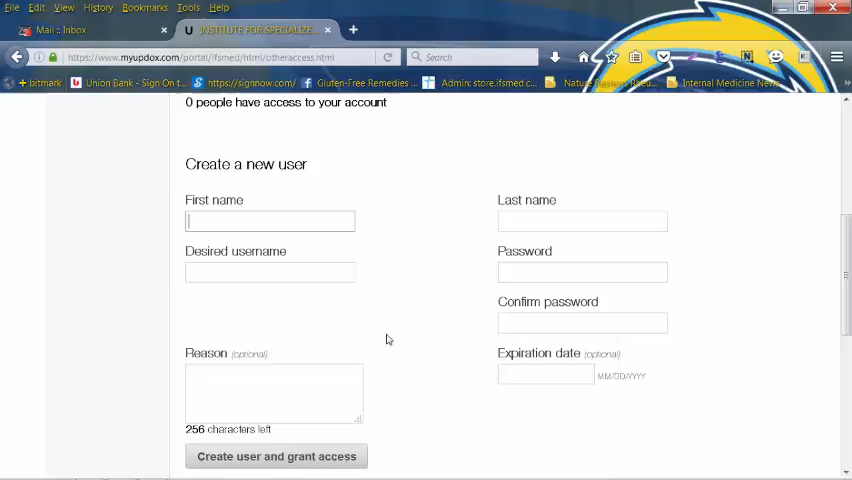 File Edit View History Bookmarks Tools Help
Mail :: Inbox × U INSTITUTE FOR SPECIALIZE... ×
https://www.myupdox.com/portal/ifsmed/html/otheraccess.html Search
+ bitmark Union Bank - Sign On t... https://signnow.com/ Gluten-Free Remedies ... Admin: store.ifsmed.c... Internal Medicine News...
0 people have access to your account
Create a new user
First name Last name
Desired username Password
Confirm password
Reason (optional) Expiration date (optional)
MM/DD/YYYY
256 characters left
Create user and grant access